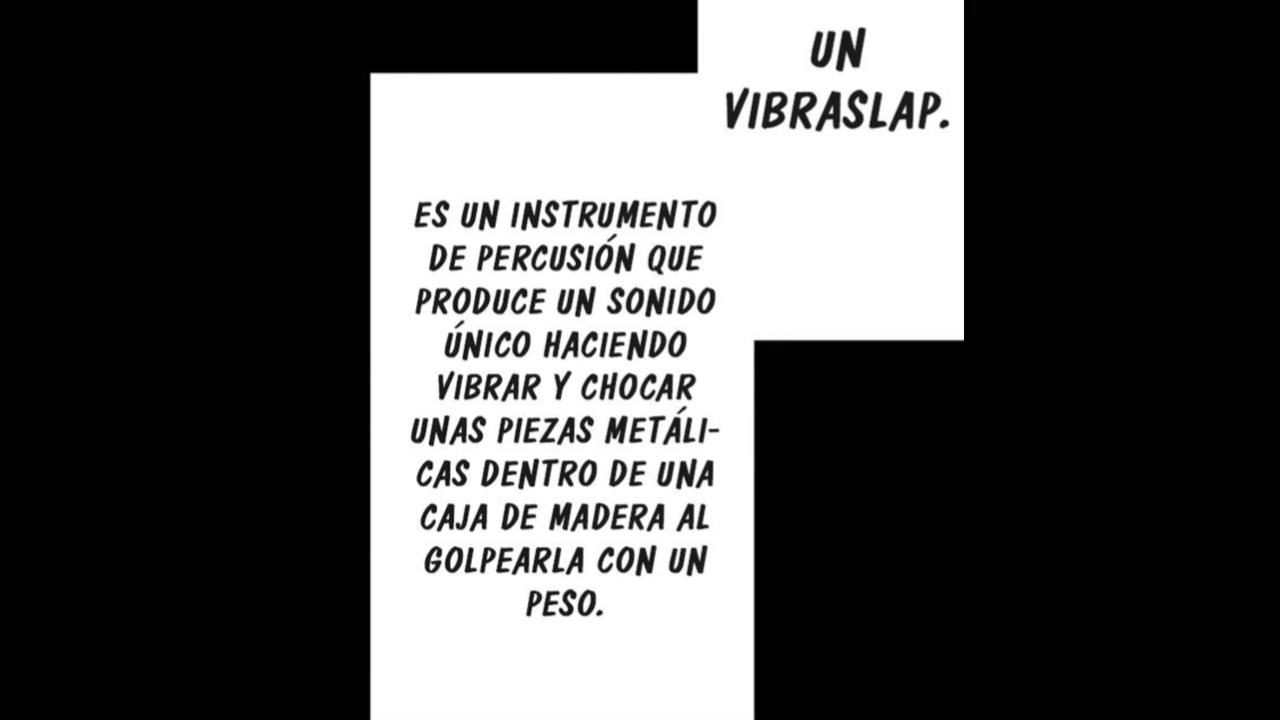 UN
VIBRASLAP.
ES UN INSTRUMENTO
DE PERCUSIÓN QUE
PRODUCE UN SONIDO
ÚNICO HACIENDO
VIBRAR Y CHOCAR
UNAS PIEZAS METÁLI-
CAS DENTRO DE UNA
CAJA DE MADERA AL
GOLPEARLA CON UN
PESO.